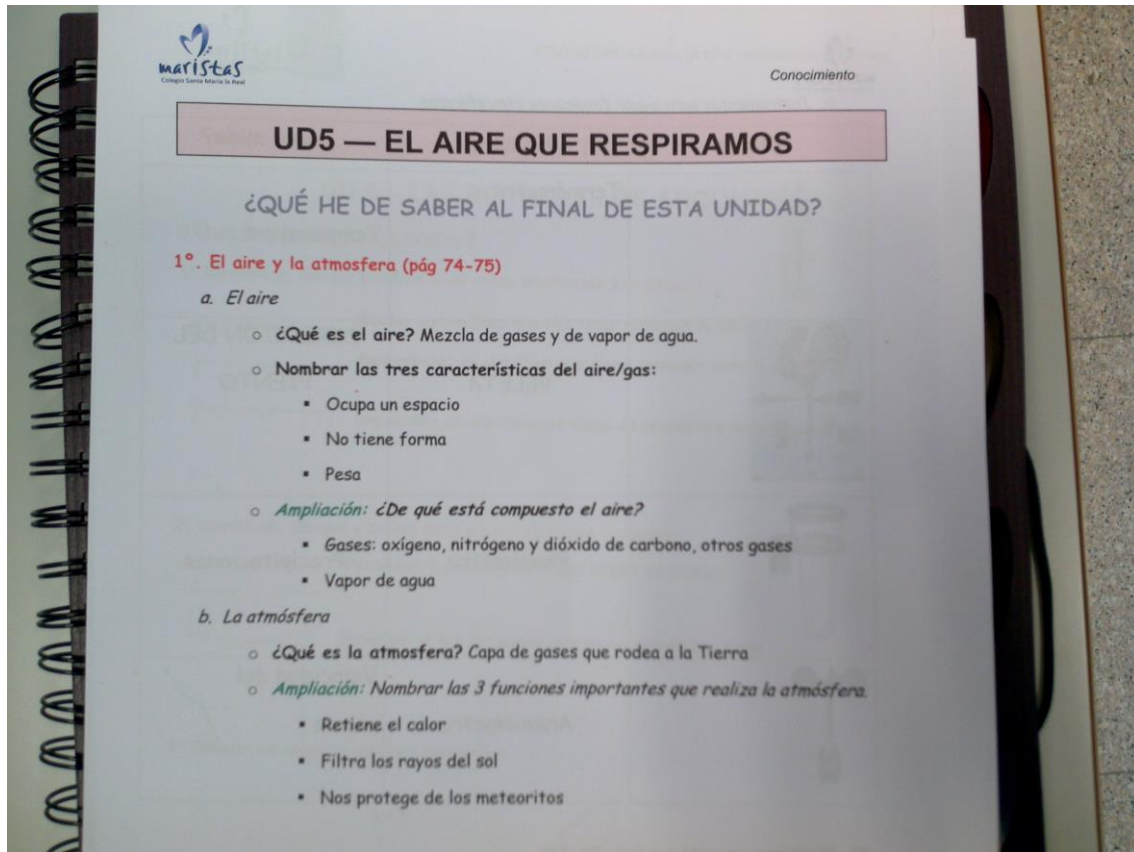 maristas
Colegio Santa María la Real
Conocimiento
UD5 — EL AIRE QUE RESPIRAMOS
¿QUÉ HE DE SABER AL FINAL DE ESTA UNIDAD?
1º. El aire y la atmosfera (pág 74-75)
a. El aire
○ ¿Qué es el aire? Mezcla de gases y de vapor de agua.
○ Nombrar las tres características del aire/gas:
▪ Ocupa un espacio
▪ No tiene forma
▪ Pesa
○ Ampliación: ¿De qué está compuesto el aire?
▪ Gases: oxígeno, nitrógeno y dióxido de carbono, otros gases
▪ Vapor de agua
b. La atmósfera
○ ¿Qué es la atmosfera? Capa de gases que rodea a la Tierra
○ Ampliación: Nombrar las 3 funciones importantes que realiza la atmósfera.
▪ Retiene el calor
▪ Filtra los rayos del sol
▪ Nos protege de los meteoritos